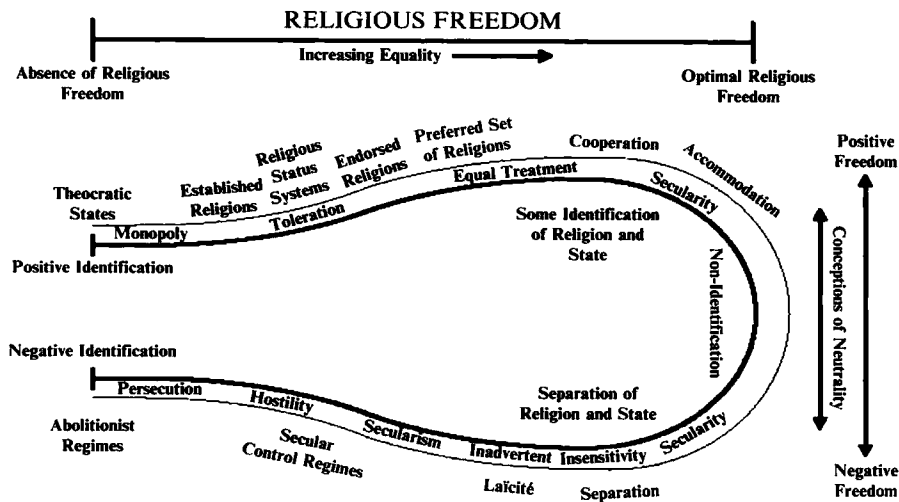 RELIGIOUS FREEDOM
Increasing Equality
Absence of Religious
Freedom
Optimal Religious
Freedom
Theocratic
States
Established
Religions
Religious
Status
Systems
Endorsed
Religions
Preferred Set
of Religions
Cooperation
Accommodation
Positive
Freedom
Monopoly
Toleration
Equal Treatment
Secularity
Positive Identification
Some Identification
of Religion and
State
Non-Identification
Conceptions of Neutrality
Negative Identification
Persecution
Hostility
Secularism
Inadvertent Insensitivity
Secularity
Separation of
Religion and State
Abolitionist
Regimes
Secular
Control Regimes
Laïcité
Separation
Negative
Freedom